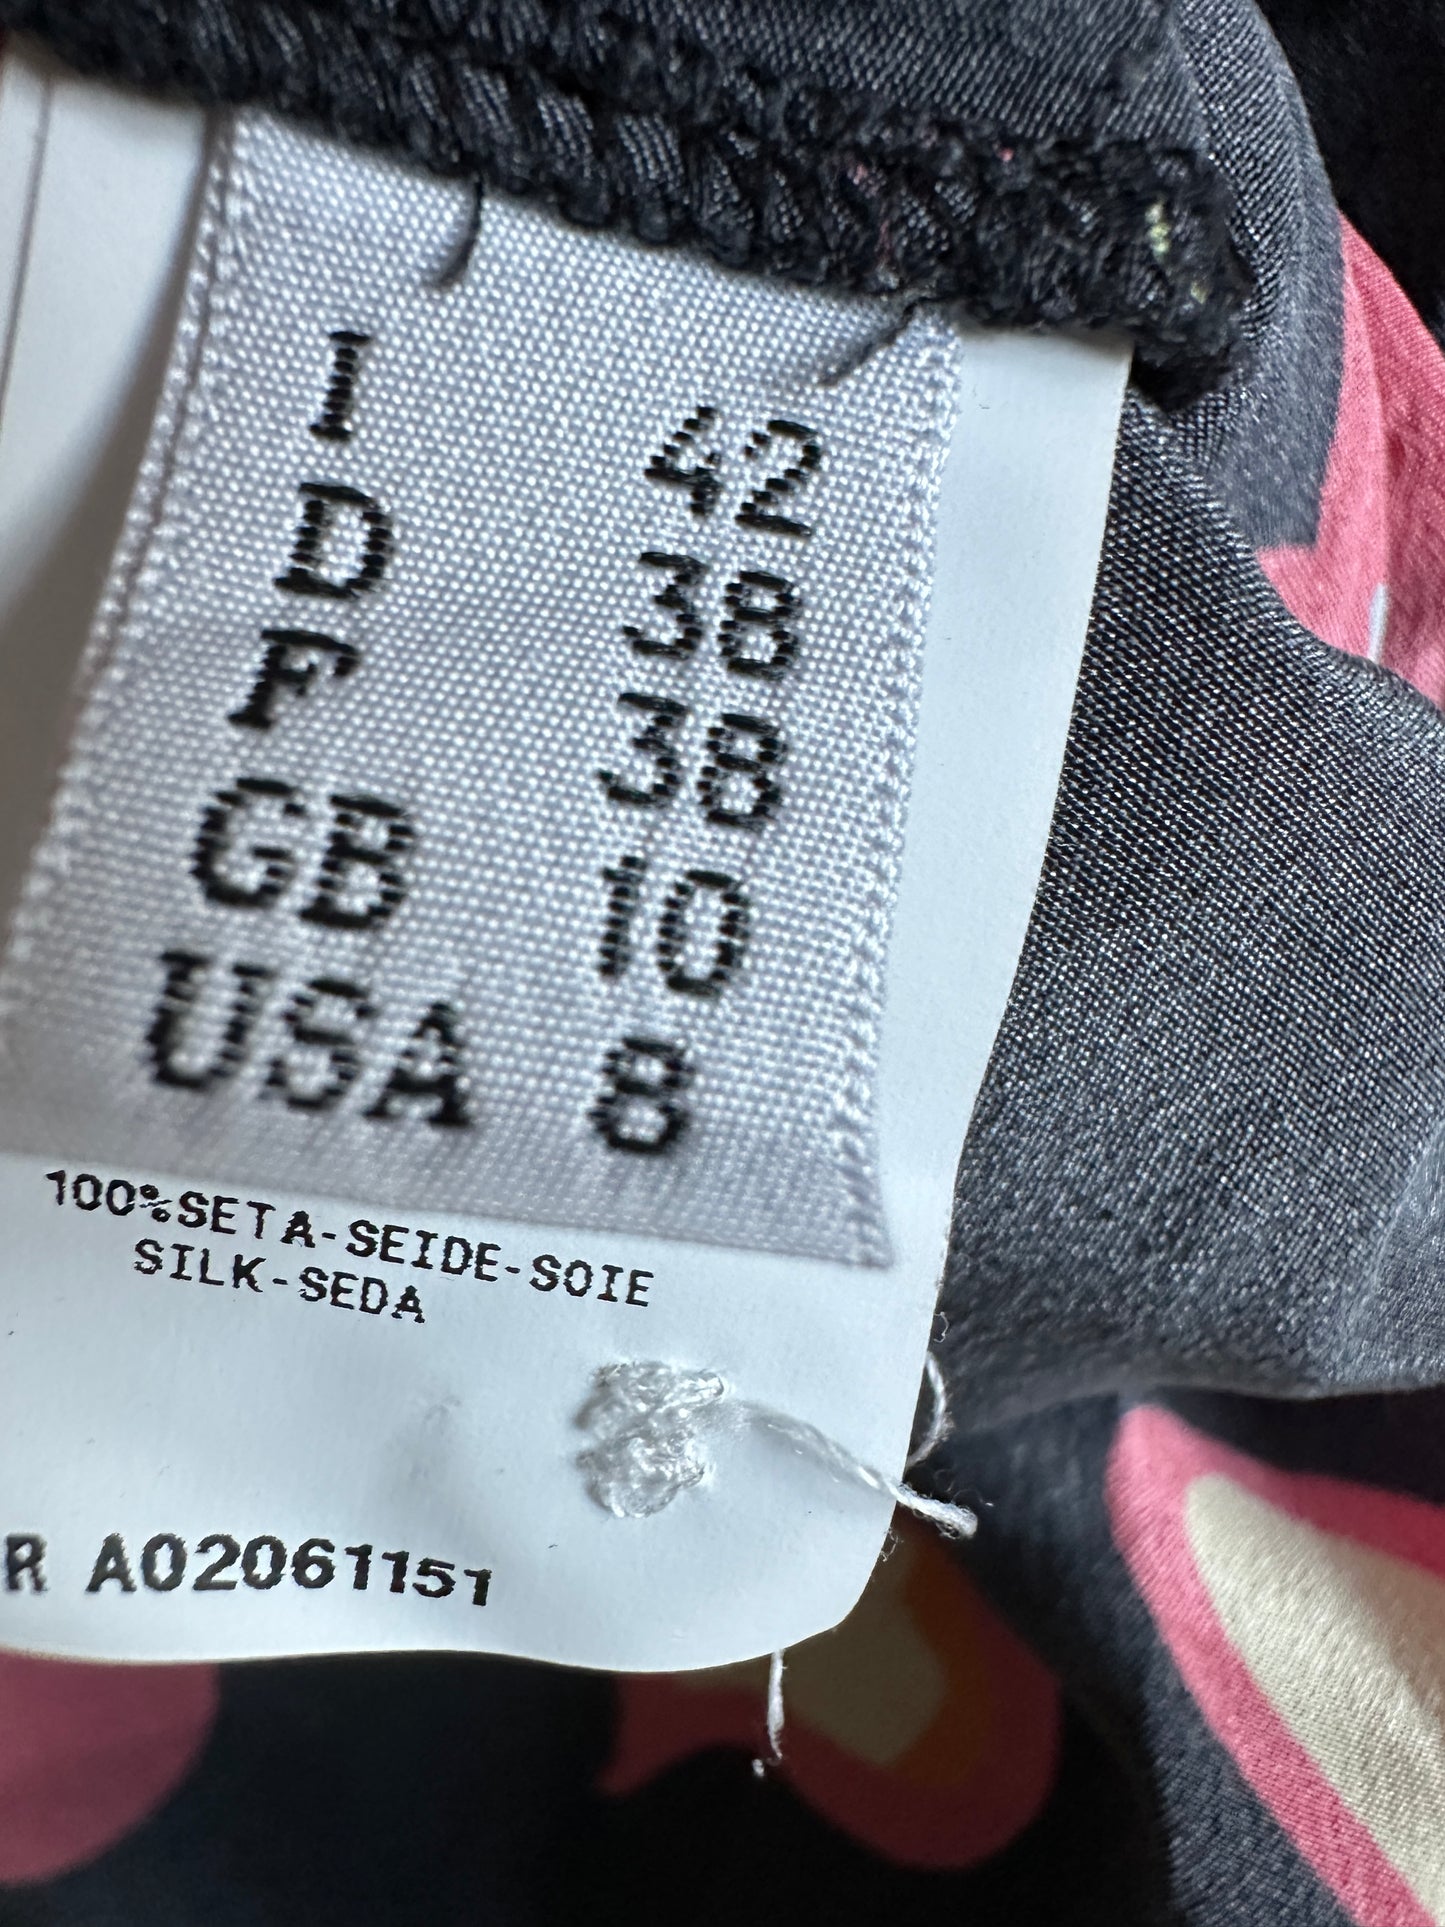 I 42
D 38
F 38
GB 10
USA 8
100%SETA-SEIDE-SOIE
SILK-SEDA
R A02061151